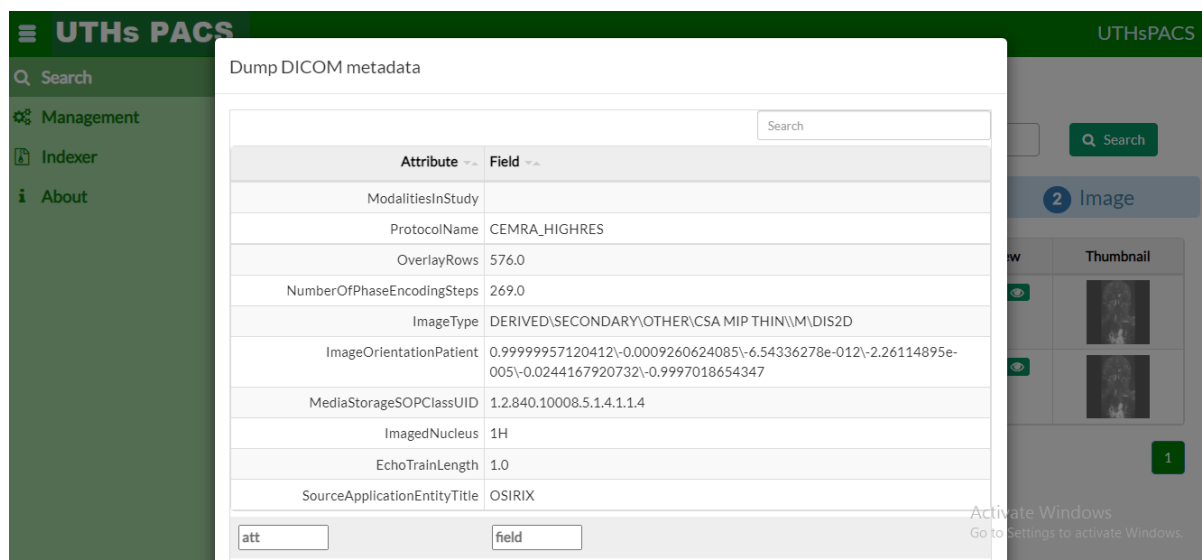 UTHs PACS
UTHsPACS
Search
Management
Indexer
About
Dump DICOM metadata
Search
Attribute Field
ModalitiesInStudy
ProtocolName CEMRA_HIGHRES
OverlayRows 576.0
NumberOfPhaseEncodingSteps 269.0
ImageType DERIVED\SECONDARY\OTHER\CSA MIP THIN\\M\DIS2D
ImageOrientationPatient 0.99999957120412\-0.0009260624085\-6.54336278e-012\-2.26114895e-
005\-0.0244167920732\-0.9997018654347
MediaStorageSOPClassUID 1.2.840.10008.5.1.4.1.1.4
ImagedNucleus 1H
EchoTrainLength 1.0
SourceApplicationEntityTitle OSIRIX
att field
Search
2 Image
Thumbnail
1
Activate Windows
Go to Settings to activate Windows.